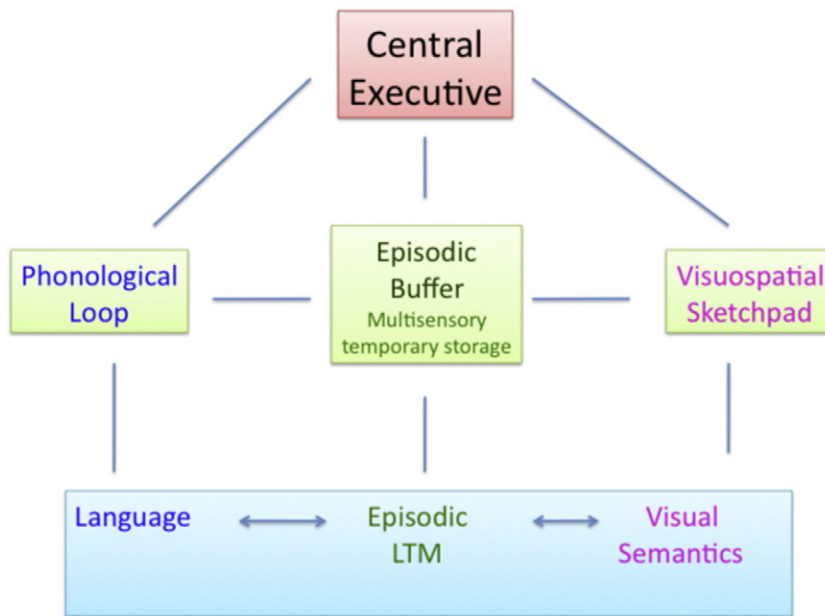 Central
Executive
Phonological
Loop
Episodic
Buffer
Multisensory
temporary storage
Visuospatial
Sketchpad
Language
Episodic
LTM
Visual
Semantics